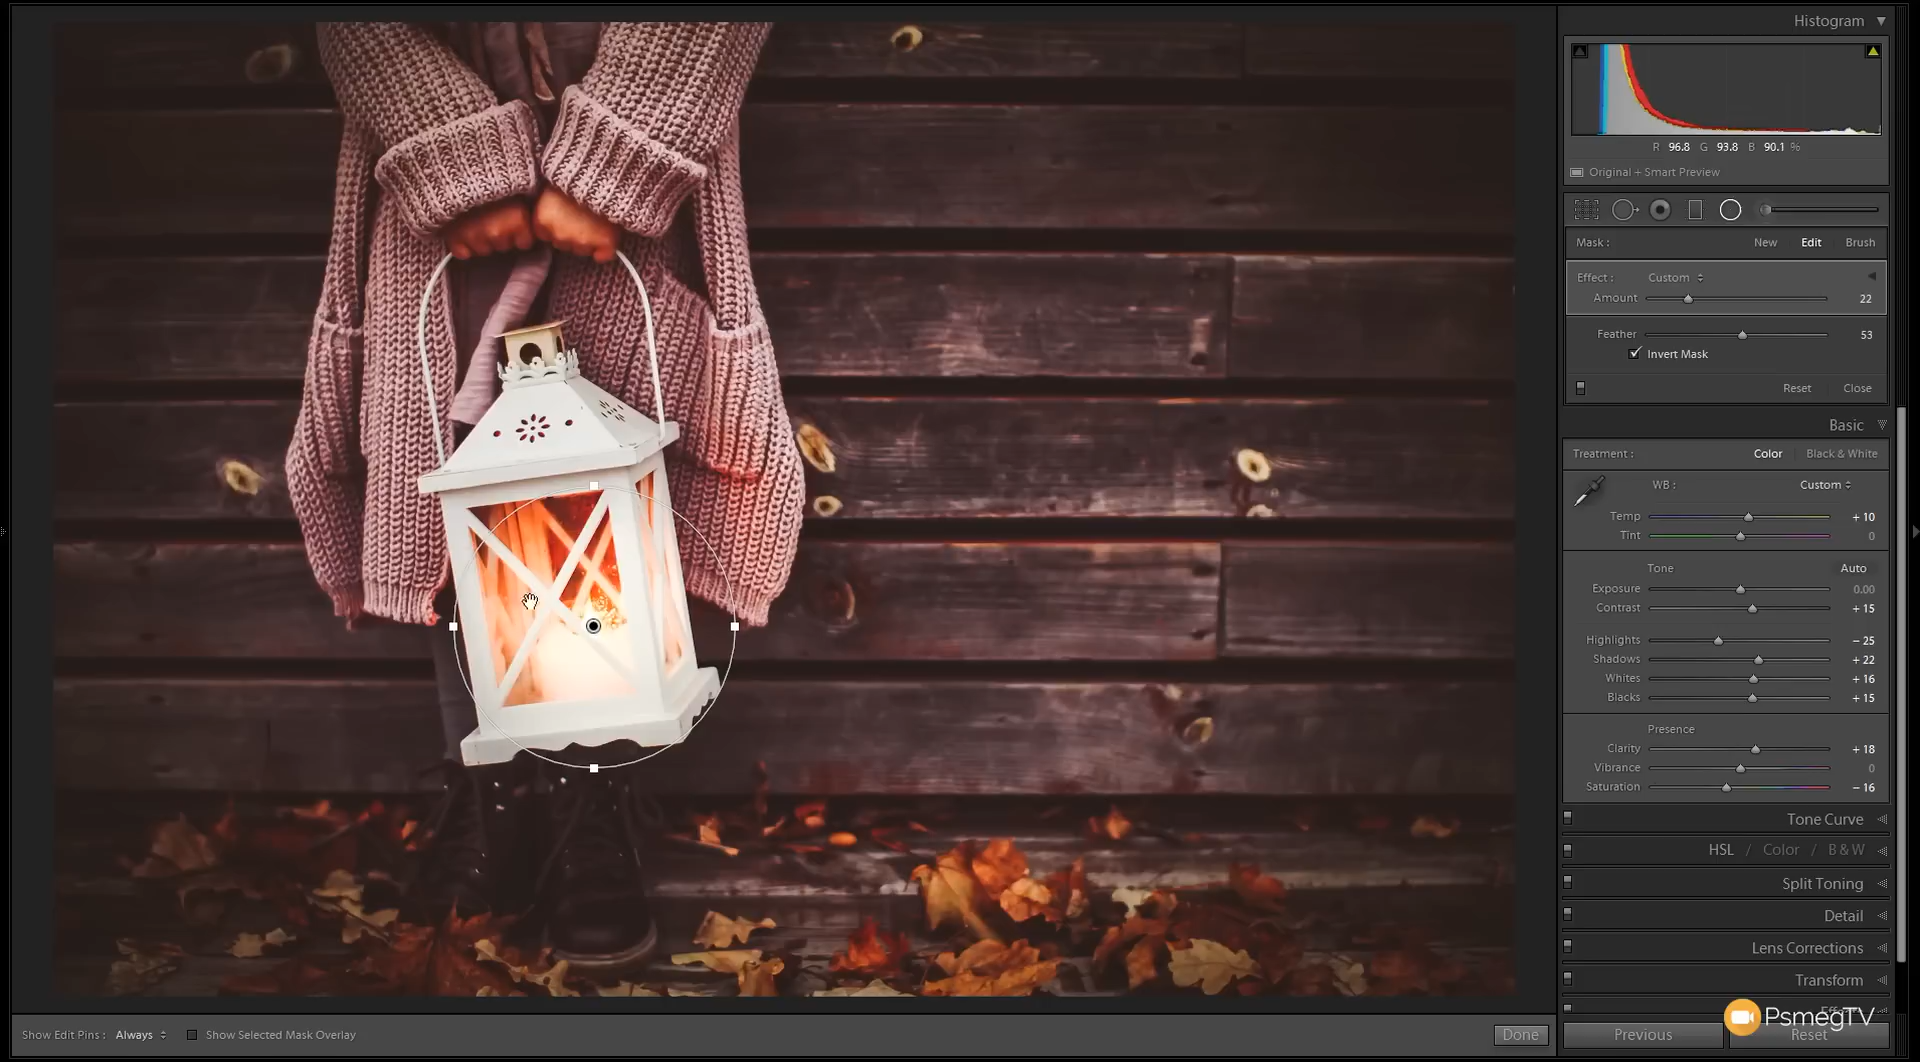 Histogram
R 96.8 G 93.8 B 90.1 %
Original + Smart Preview
Mask : New Edit Brush
Effect : Custom
Amount 22
Feather 53
Invert Mask
Reset Close
Basic
Treatment : Color Black & White
WB : Custom
Temp + 10
Tint 0
Tone Auto
Exposure 0.00
Contrast + 15
Highlights – 25
Shadows + 22
Whites + 16
Blacks + 15
Presence
Clarity + 18
Vibrance 0
Saturation – 16
Tone Curve
HSL / Color / B & W
Split Toning
Detail
Lens Corrections
Transform
PsmegTV
Show Edit Pins : Always Show Selected Mask Overlay Done Previous Reset